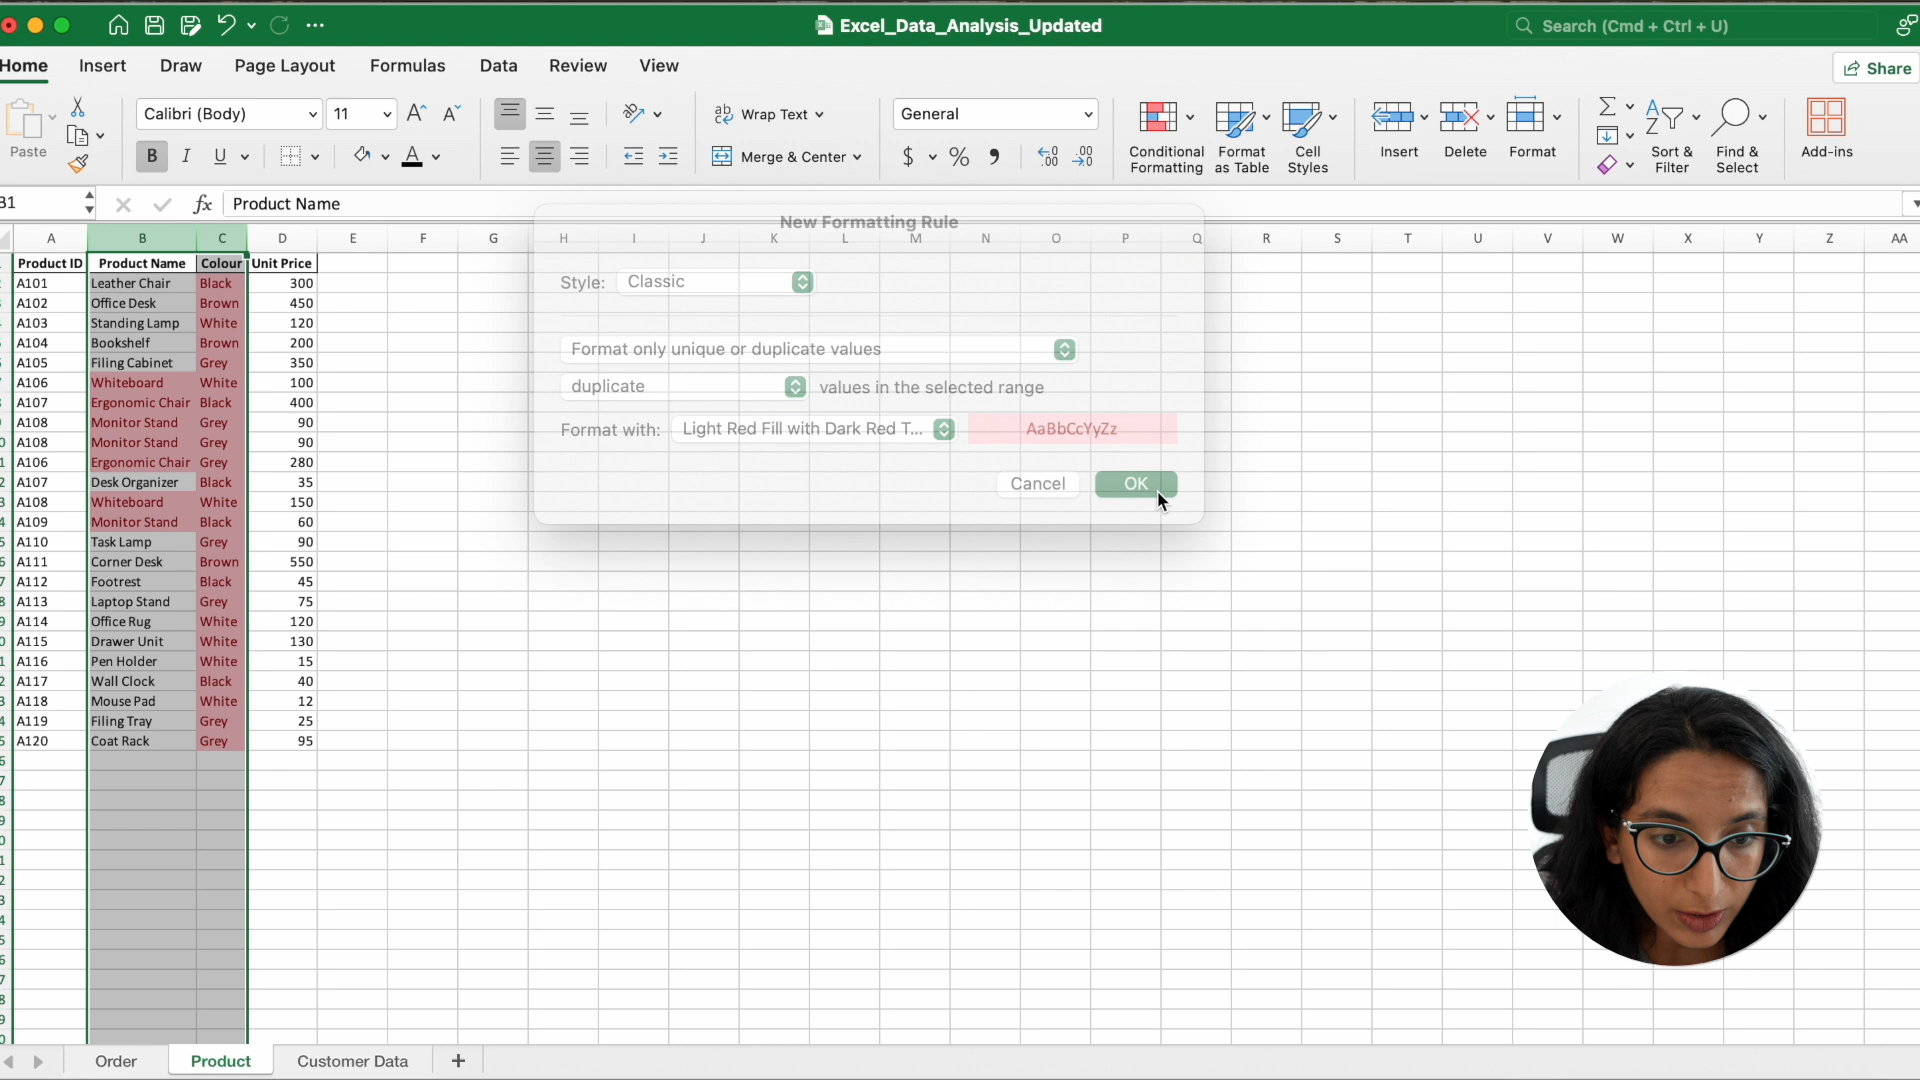 Excel_Data_Analysis_Updated
Search (Cmd + Ctrl + U)
Home Insert Draw Page Layout Formulas Data Review View
Share
Paste
Calibri (Body) 11
B I U
Wrap Text
Merge & Center
General
$ % 9
Conditional Formatting
Format as Table
Cell Styles
Insert
Delete
Format
Sort & Filter
Find & Select
Add-ins
B1 fx Product Name
New Formatting Rule
A B C D E F G H I J K L M N O P Q R S T U V W X Y Z AA
Style: Classic
Format only unique or duplicate values
duplicate values in the selected range
Format with: Light Red Fill with Dark Red T... AaBbCcYyZz
Cancel OK
Product ID Product Name Colour Unit Price
A101 Leather Chair Black 300
A102 Office Desk Brown 450
A103 Standing Lamp White 120
A104 Bookshelf Brown 200
A105 Filing Cabinet Grey 350
A106 Whiteboard White 100
A107 Ergonomic Chair Black 400
A108 Monitor Stand Grey 90
A108 Monitor Stand Grey 90
A106 Ergonomic Chair Grey 280
A107 Desk Organizer Black 35
A108 Whiteboard White 150
A109 Monitor Stand Black 60
A110 Task Lamp Grey 90
A111 Corner Desk Brown 550
A112 Footrest Black 45
A113 Laptop Stand Grey 75
A114 Office Rug White 120
A115 Drawer Unit White 130
A116 Pen Holder White 15
A117 Wall Clock Black 40
A118 Mouse Pad White 12
A119 Filing Tray Grey 25
A120 Coat Rack Grey 95
Order Product Customer Data